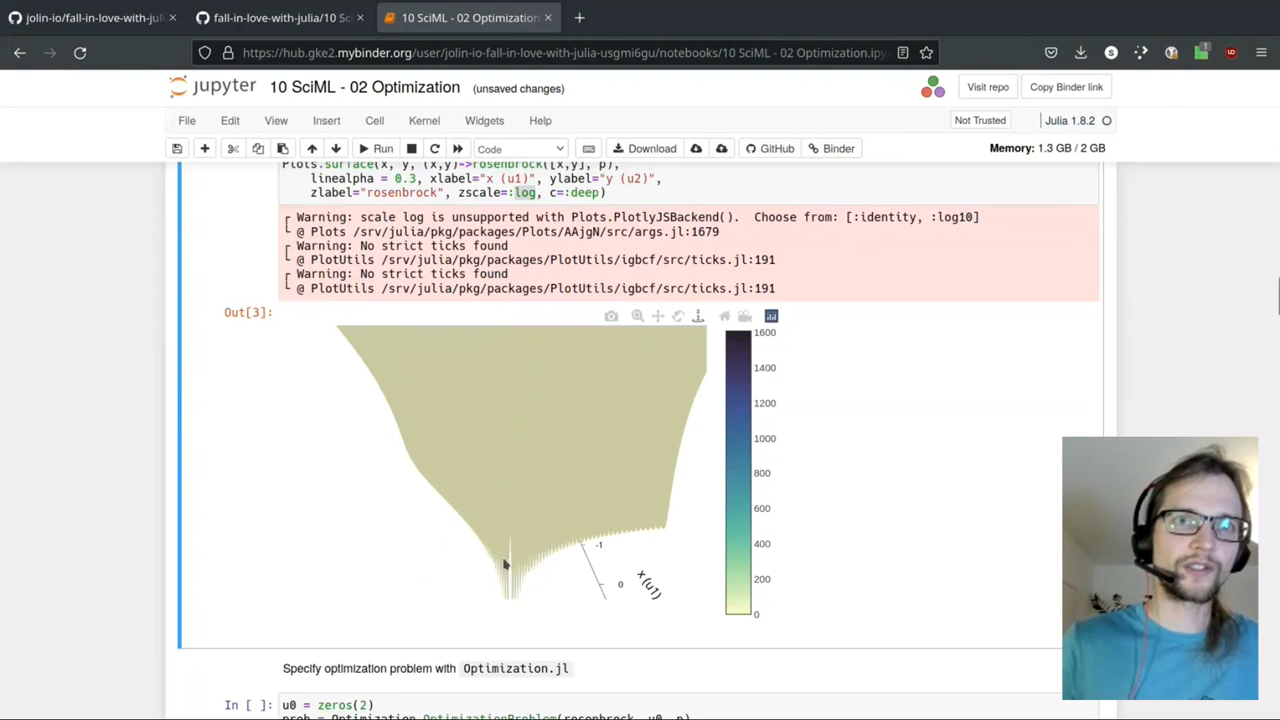 jolin-io/fall-in-love-with-juli
fall-in-love-with-julia/10 Sc
10 SciML - 02 Optimization
https://hub.gke2.mybinder.org/user/jolin-io-fall-in-love-with-julia-usgmi6gu/notebooks/10 SciML - 02 Optimization.ipy
jupyter 10 SciML - 02 Optimization (unsaved changes)
Visit repo Copy Binder link
File Edit View Insert Cell Kernel Widgets Help
Not Trusted Julia 1.8.2
Run Code Download GitHub Binder Memory: 1.3 GB / 2 GB
Plots.surface(x, y, (x,y)->rosenbrock([x,y], p),
linealpha = 0.3, xlabel="x (u1)", ylabel="y (u2)",
zlabel="rosenbrock", zscale=:log, c=:deep)
Warning: scale log is unsupported with Plots.PlotlyJSBackend().  Choose from: [:identity, :log10]
@ Plots /srv/julia/pkg/packages/Plots/AAjgN/src/args.jl:1679
Warning: No strict ticks found
@ PlotUtils /srv/julia/pkg/packages/PlotUtils/igbcf/src/ticks.jl:191
Warning: No strict ticks found
@ PlotUtils /srv/julia/pkg/packages/PlotUtils/igbcf/src/ticks.jl:191
Out[3]:
1600
1400
1200
1000
800
600
400
200
0
-1
0
x (u1)
Specify optimization problem with Optimization.jl
In [ ]: u0 = zeros(2)
prob = Optimization.OptimizationProblem(rosenbrock, u0, p)